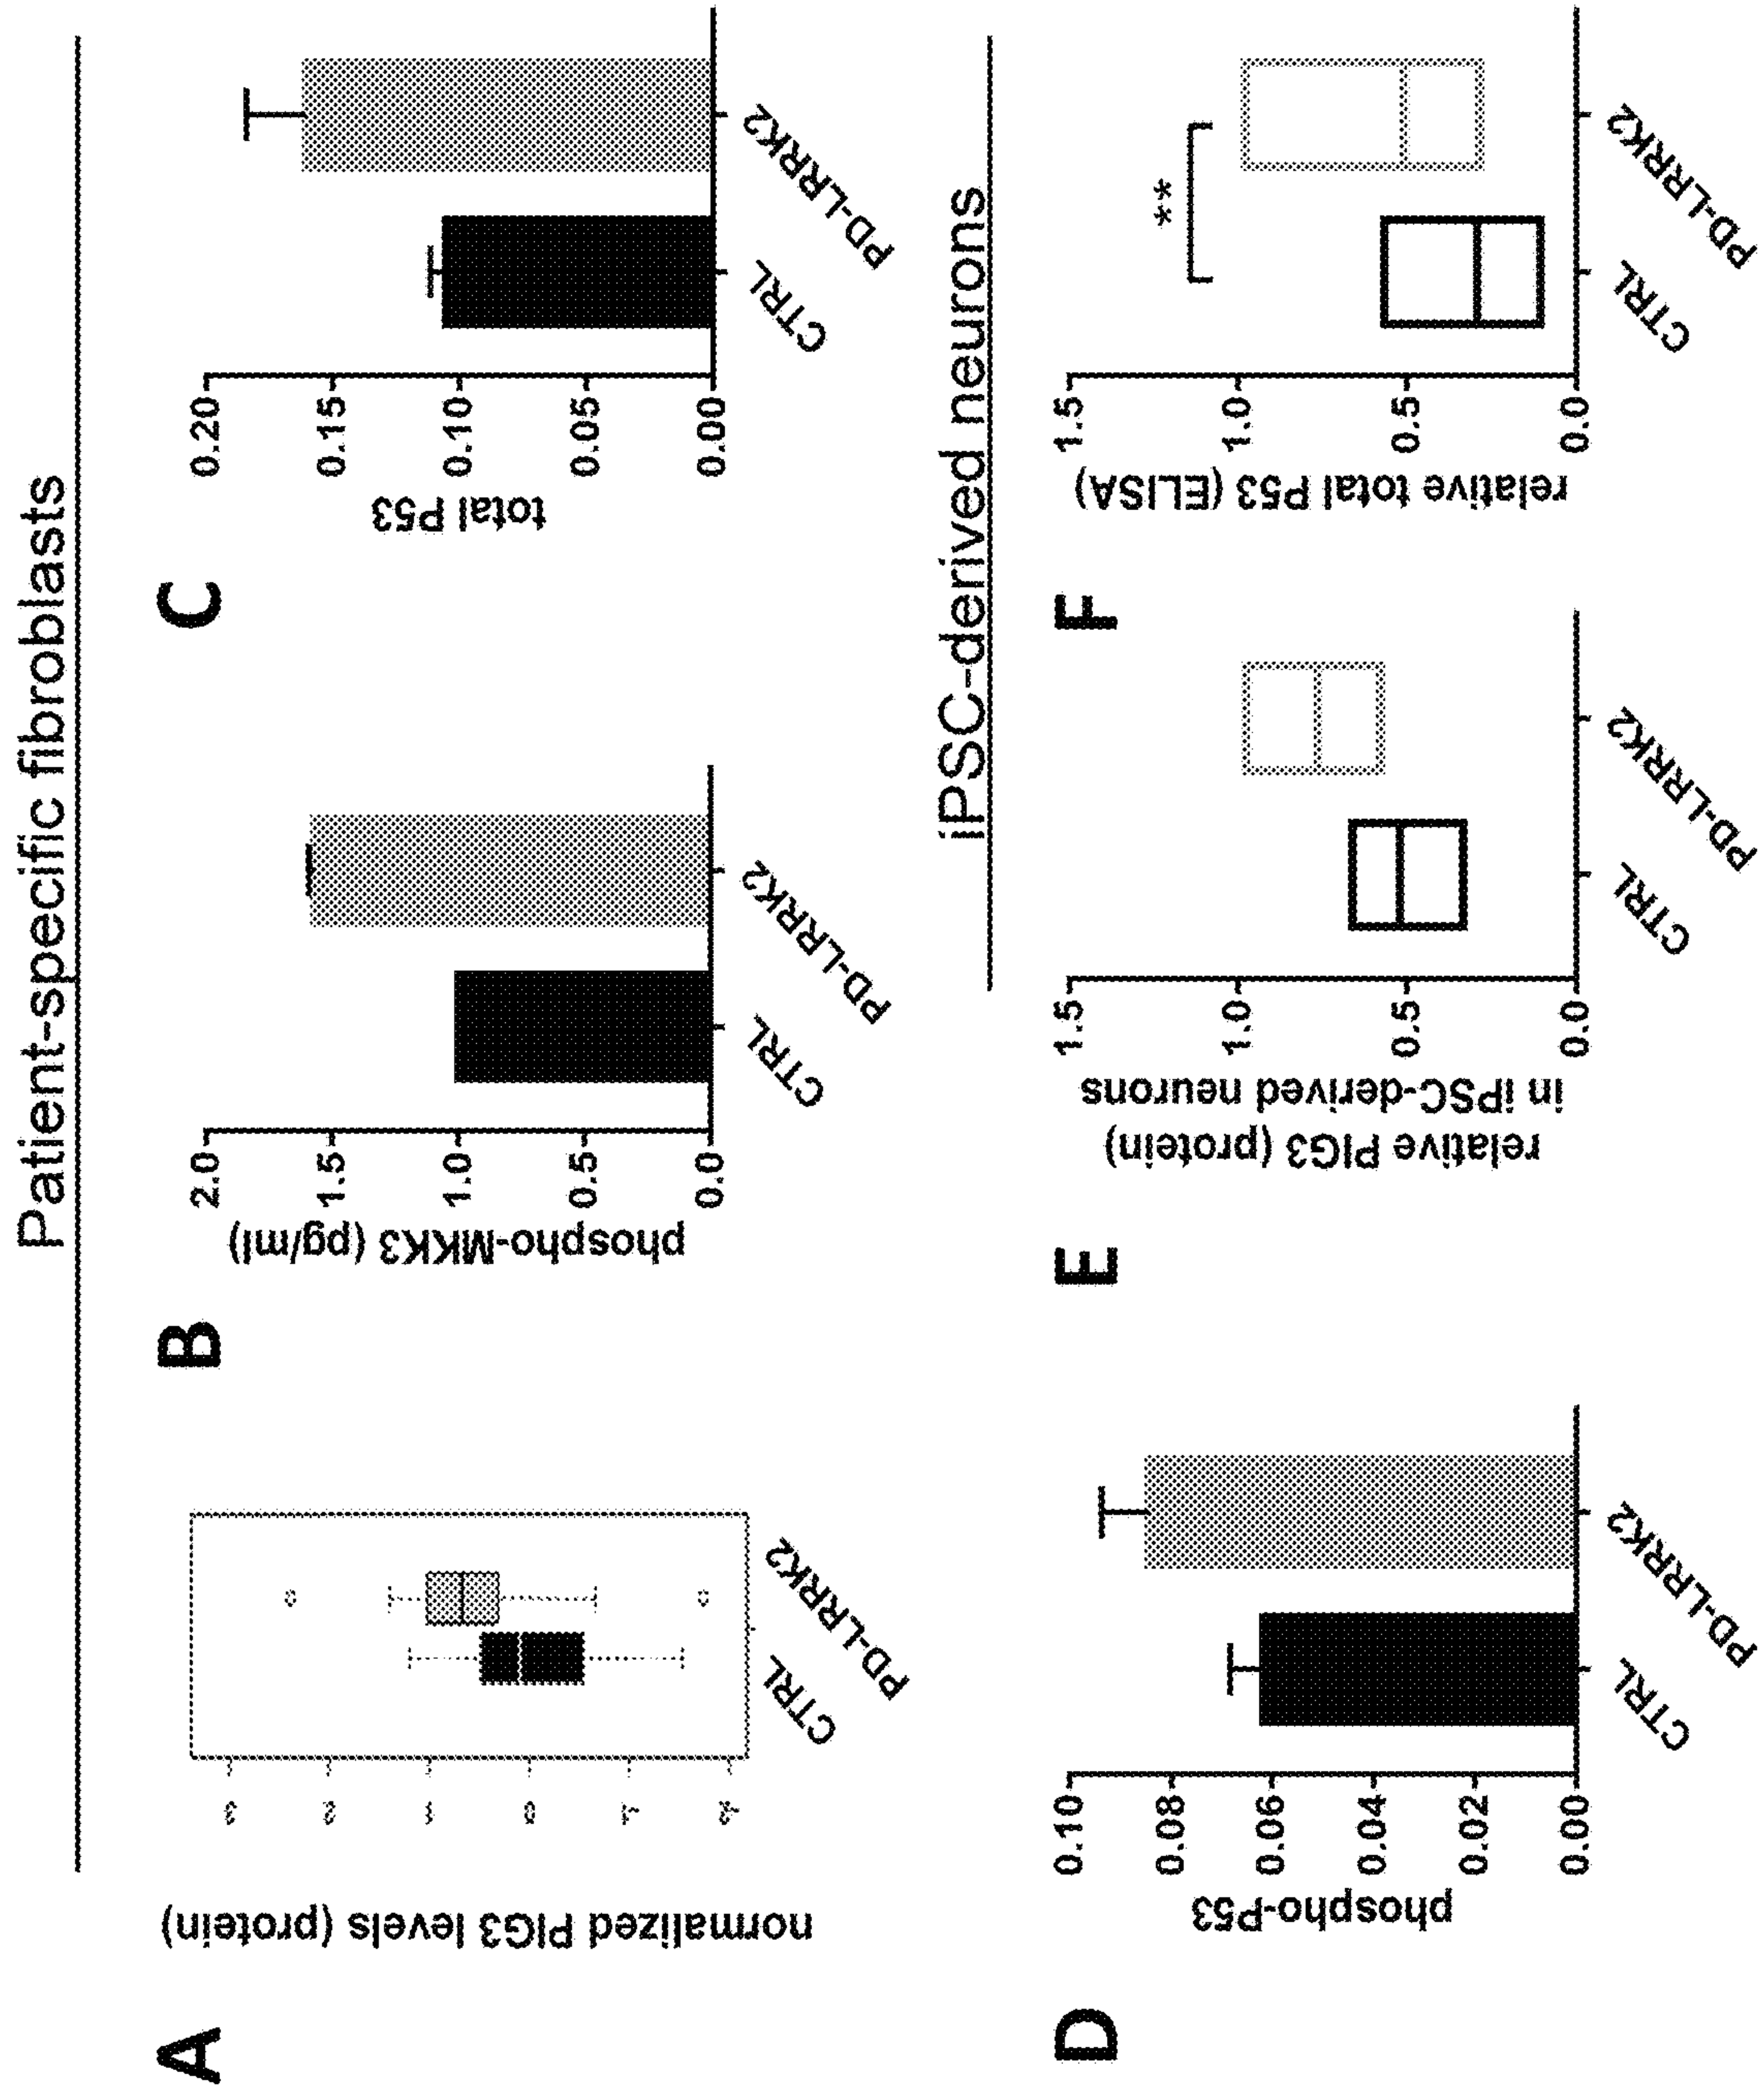 Patient-specific fibroblasts
A
normalized PIG3 levels (protein)
3
2
1
0
-1
-2
CTRL
PD-LRRK2
B
phospho-MKK3 (pg/ml)
2.0
1.5
1.0
0.5
0.0
CTRL
PD-LRRK2
C
total P53
0.20
0.15
0.10
0.05
0.00
CTRL
PD-LRRK2
iPSC-derived neurons
D
phospho-P53
0.10
0.08
0.06
0.04
0.02
0.00
CTRL
PD-LRRK2
E
relative PIG3 (protein)
in iPSC-derived neurons
1.5
1.0
0.5
0.0
CTRL
PD-LRRK2
F
relative total P53 (ELISA)
1.5
1.0
0.5
0.0
**
CTRL
PD-LRRK2